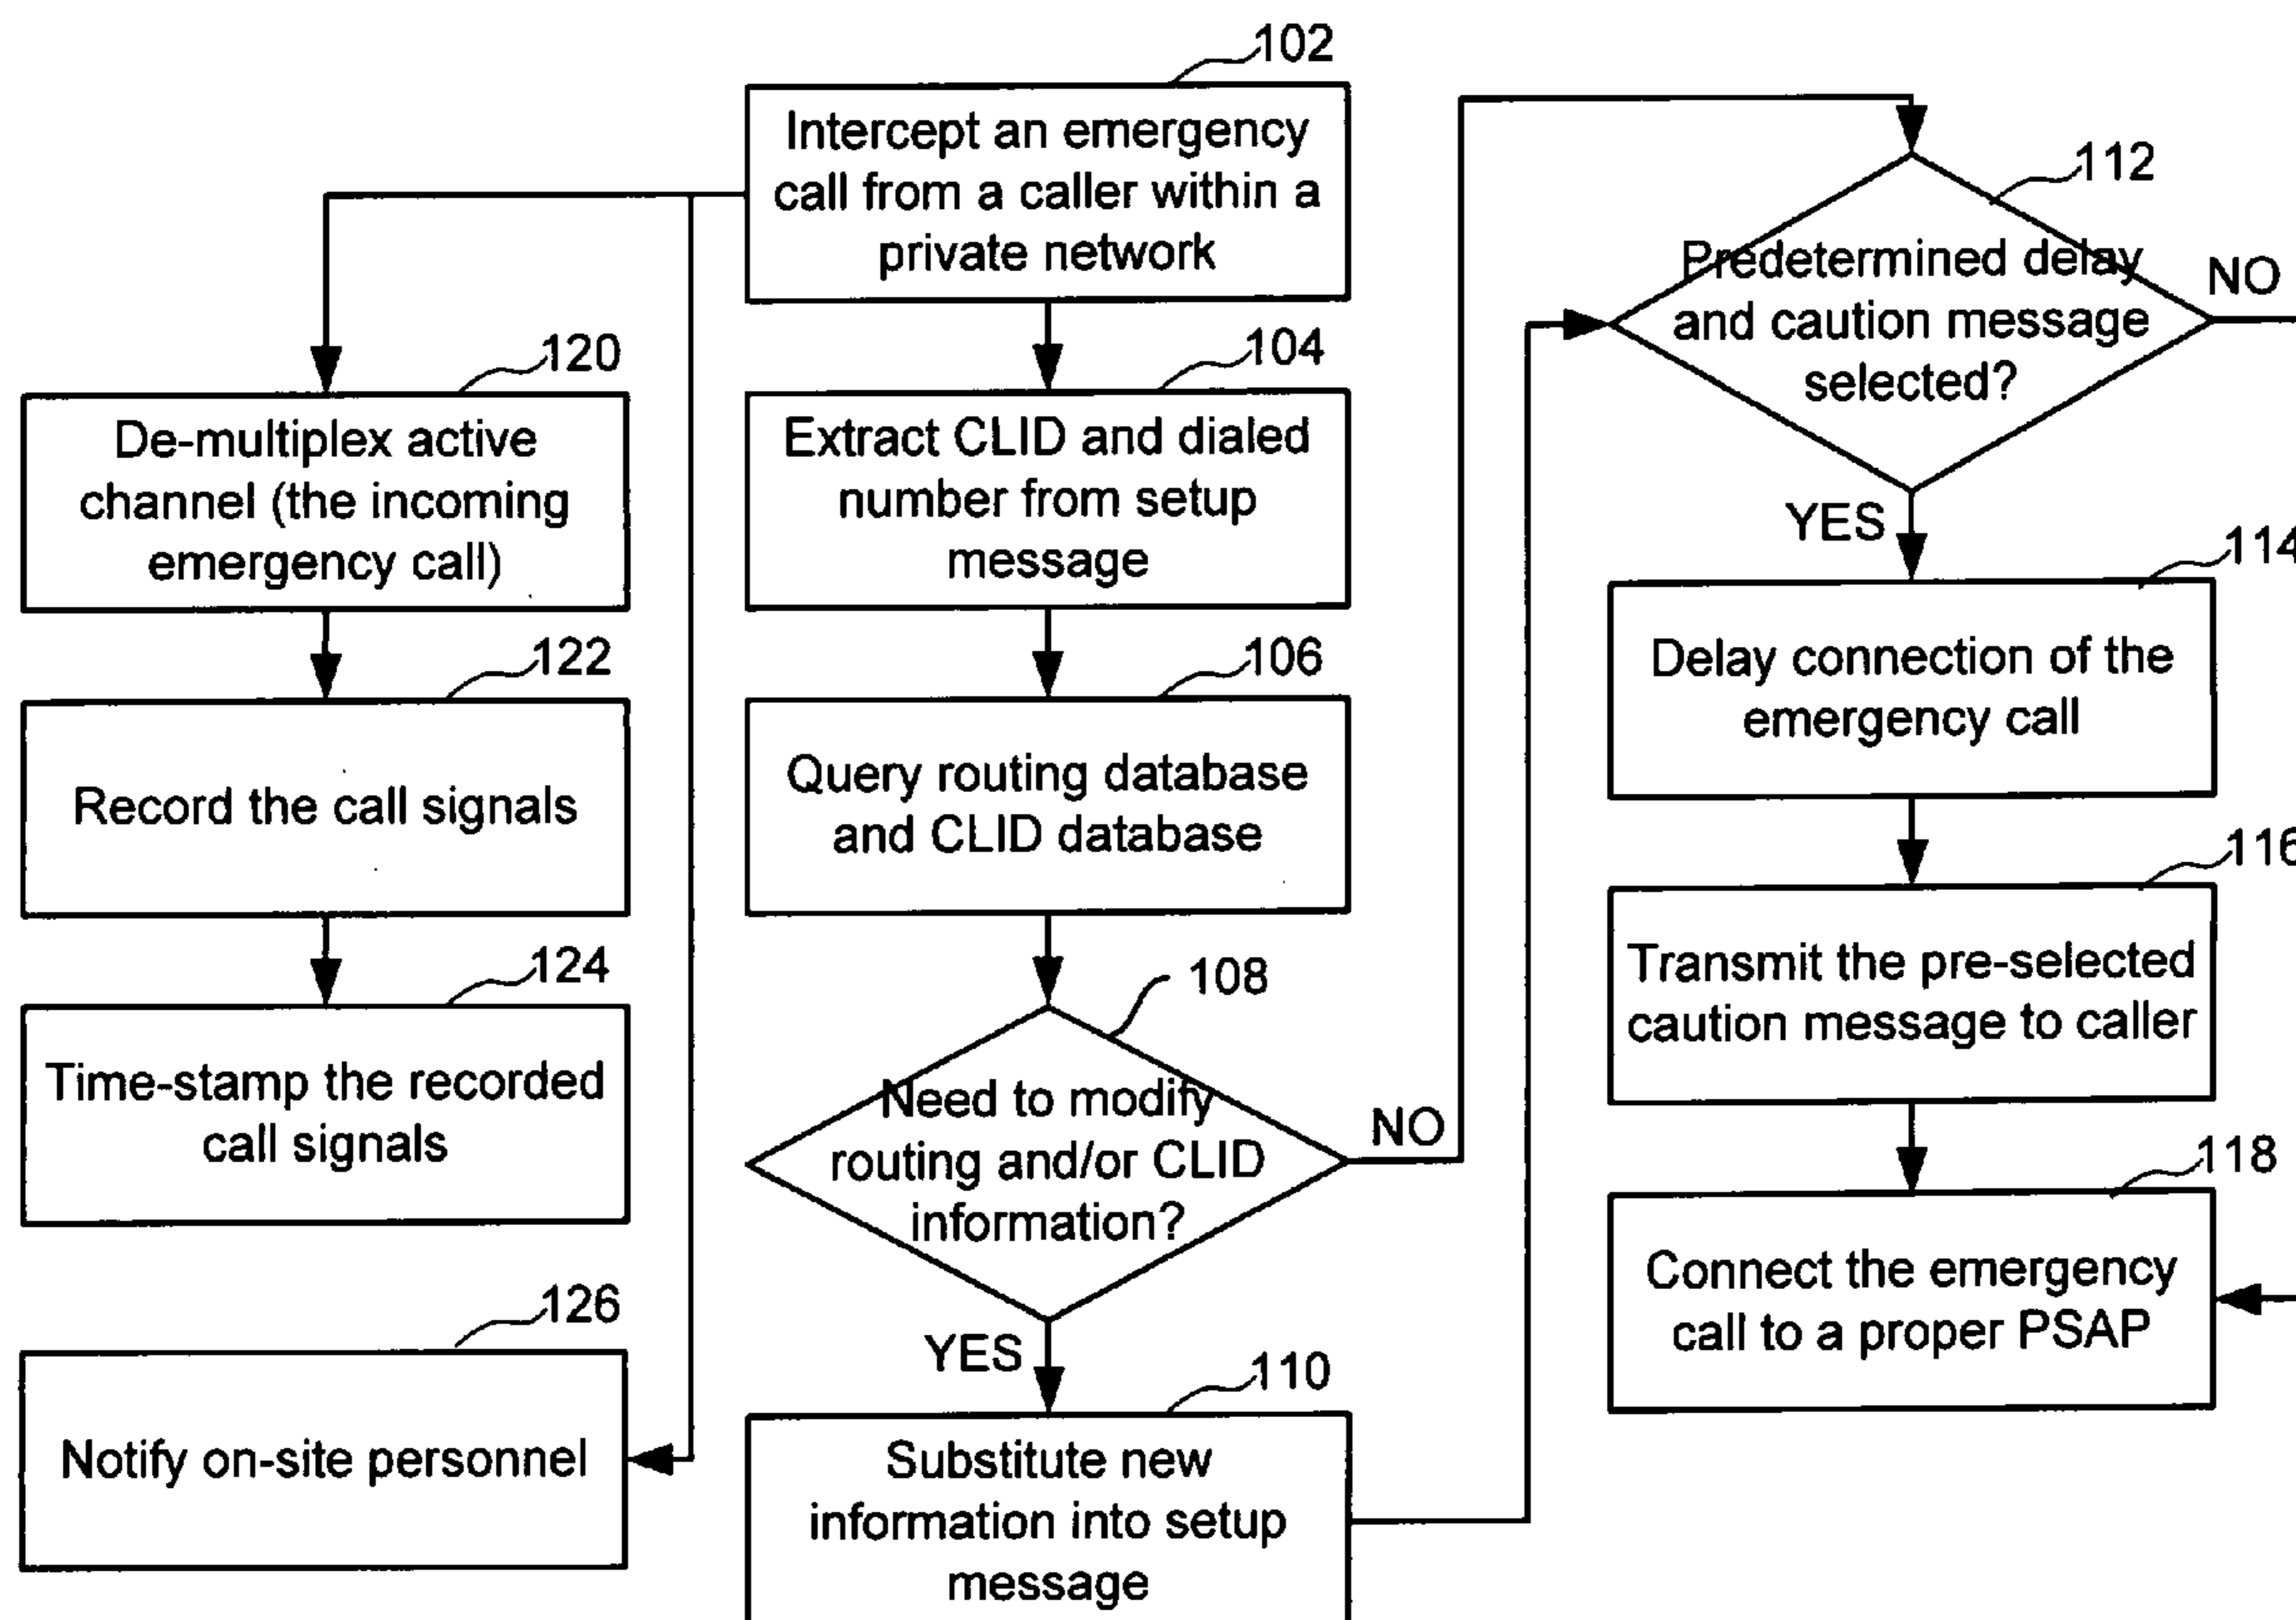 102
Intercept an emergency
call from a caller within a
private network
120
De-multiplex active
channel (the incoming
emergency call)
122
Record the call signals
124
Time-stamp the recorded
call signals
126
Notify on-site personnel
104
Extract CLID and dialed
number from setup
message
106
Query routing database
and CLID database
108
Need to modify
routing and/or CLID
information?
NO
YES
110
Substitute new
information into setup
message
112
Predetermined delay
and caution message
selected?
NO
YES
114
Delay connection of the
emergency call
116
Transmit the pre-selected
caution message to caller
118
Connect the emergency
call to a proper PSAP